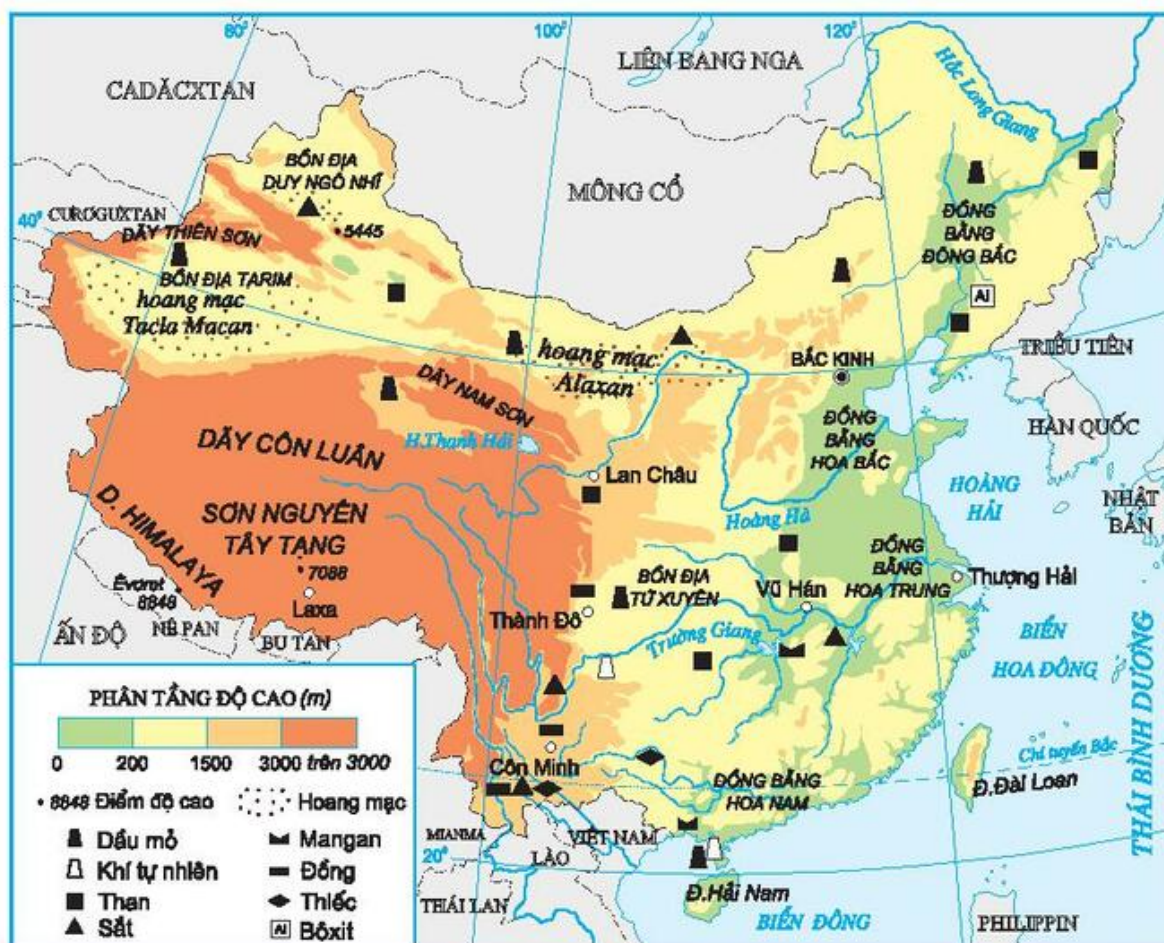 80°
100°
120°
LIÊN BANG NGA
CADĂCXTAN
Hắc Long Giang
BỒN ĐỊA
DUY NGÔ NHĨ
MÔNG CỔ
40°
5445
DÃY THIÊN SƠN
ĐỒNG
BẰNG
ĐÔNG BẮC
BỒN ĐỊA TARIM
hoang mạc
Tacla Macan
Al
TRIỀU TIÊN
hoang mạc
Alaxan
BẮC KINH
DÃY NAM SƠN
H.Thanh Hải
ĐỒNG
BẰNG
HOA BẮC
HÀN QUỐC
DÃY CÔN LUÂN
Lan Châu
HOÀNG
HẢI
NHẬT
BẢN
D. HIMALAYA
SƠN NGUYÊN
TÂY TẠNG
Hoàng Hà
7088
BỒN ĐỊA
TỨ XUYÊN
ĐỒNG
BẰNG
HOA TRUNG
Thượng Hải
8848
Laxa
Vũ Hán
Thành Đô
Trường Giang
ẤN ĐỘ
NÊ PAN
BU TAN
BIỂN
HOA ĐÔNG
THÁI BÌNH DƯƠNG
Chí tuyến Bắc
Côn Minh
ĐỒNG BẰNG
HOA NAM
Đ.Đài Loan
MIANMA
VIỆT NAM
20°
LÀO
Đ.Hải Nam
THÁI LAN
BIỂN ĐÔNG
PHILIPPIN
PHÂN TẦNG ĐỘ CAO (m)
0 200 1500 3000 trên 3000
8848 Điểm độ cao
Hoang mạc
Dầu mỏ
Mangan
Khí tự nhiên
Đồng
Than
Thiếc
Sắt
Al Bôxit